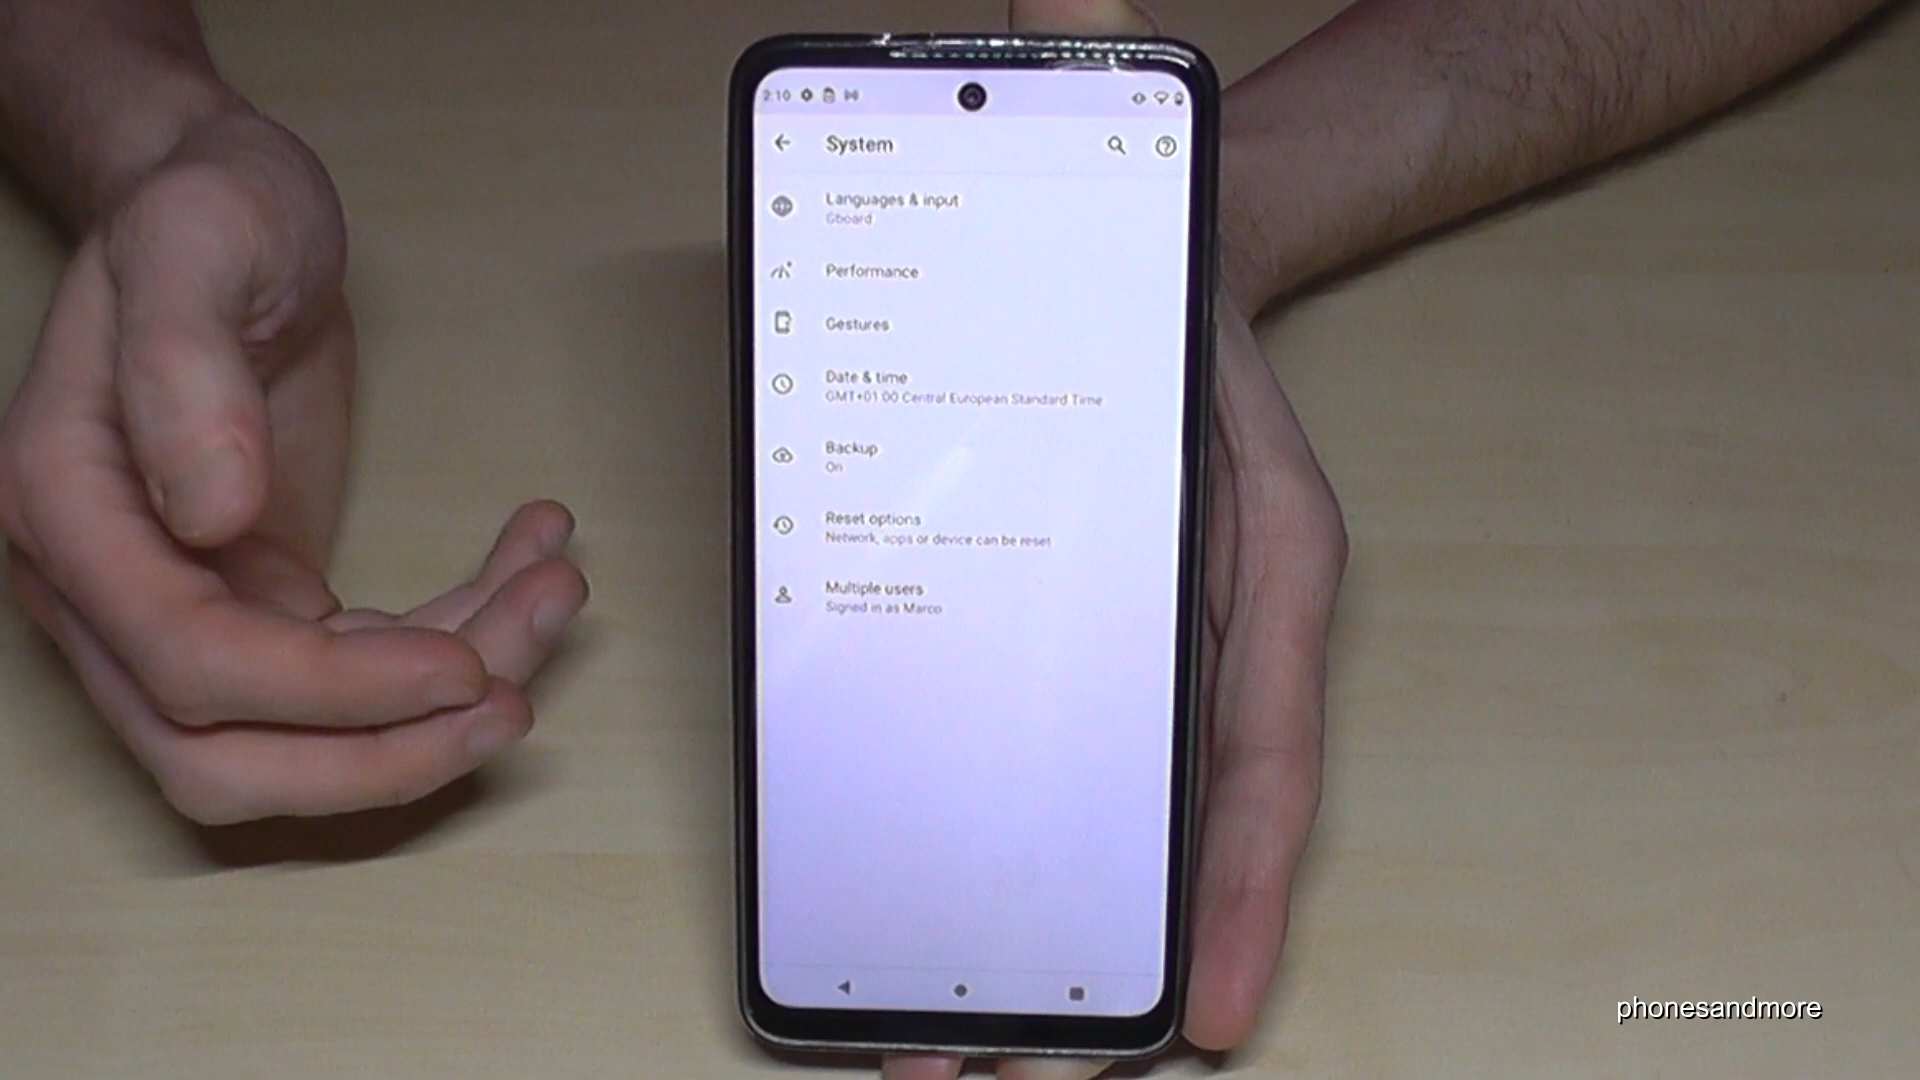 2:10
System
Languages & input
Gboard
Performance
Gestures
Date & time
GMT+01:00 Central European Standard Time
Backup
On
Reset options
Network, apps or device can be reset
Multiple users
Signed in as Marco
phonesandmore